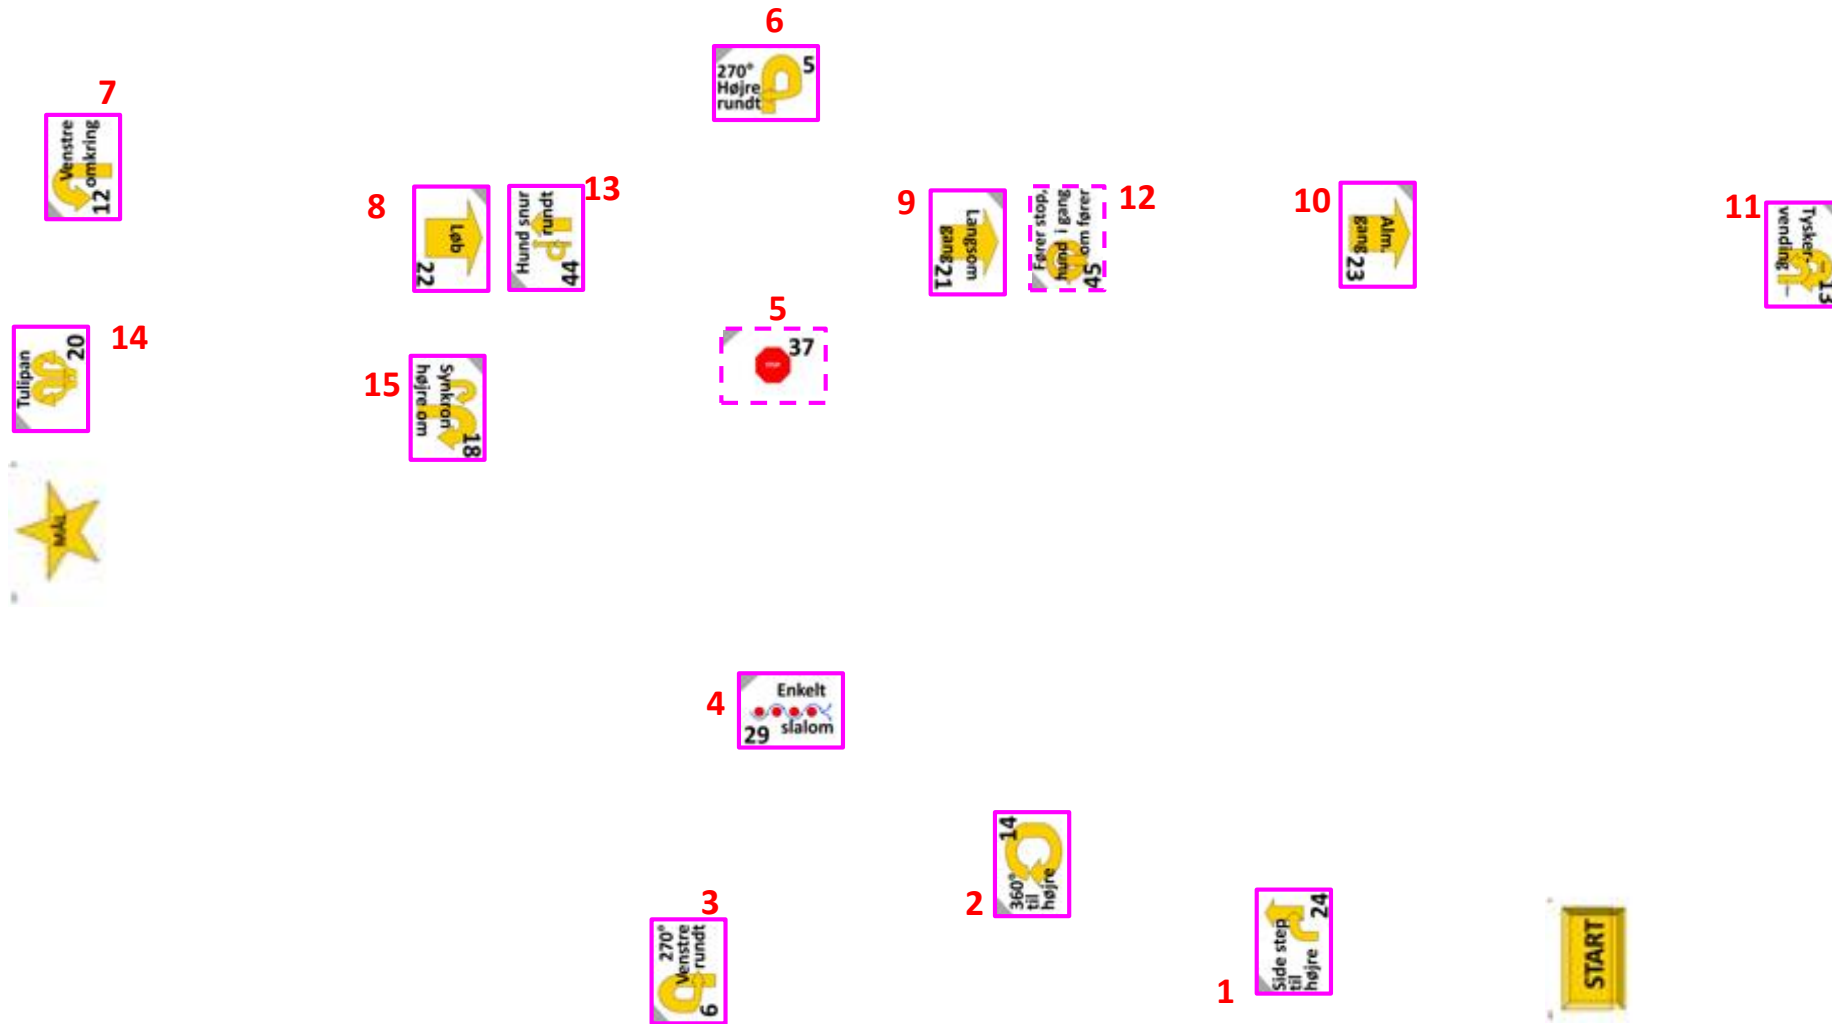 6
270°
Højre
rundt
5
7
Venstre
omkring
12
8
Løb
22
13
Hund snur
rundt
44
9
Langsom
gang
21
12
Fører stop,
hund i gang
om fører
45
10
Alm.
gang
23
11
Tysker-
vending
13
5
STOP
37
14
Tulipan
20
15
Synkron
højre om
18
MÅL
4
Enkelt
slalom
29
2
14
360°
til
højre
3
270°
Venstre
rundt
6
1
Side step
til
højre
24
START